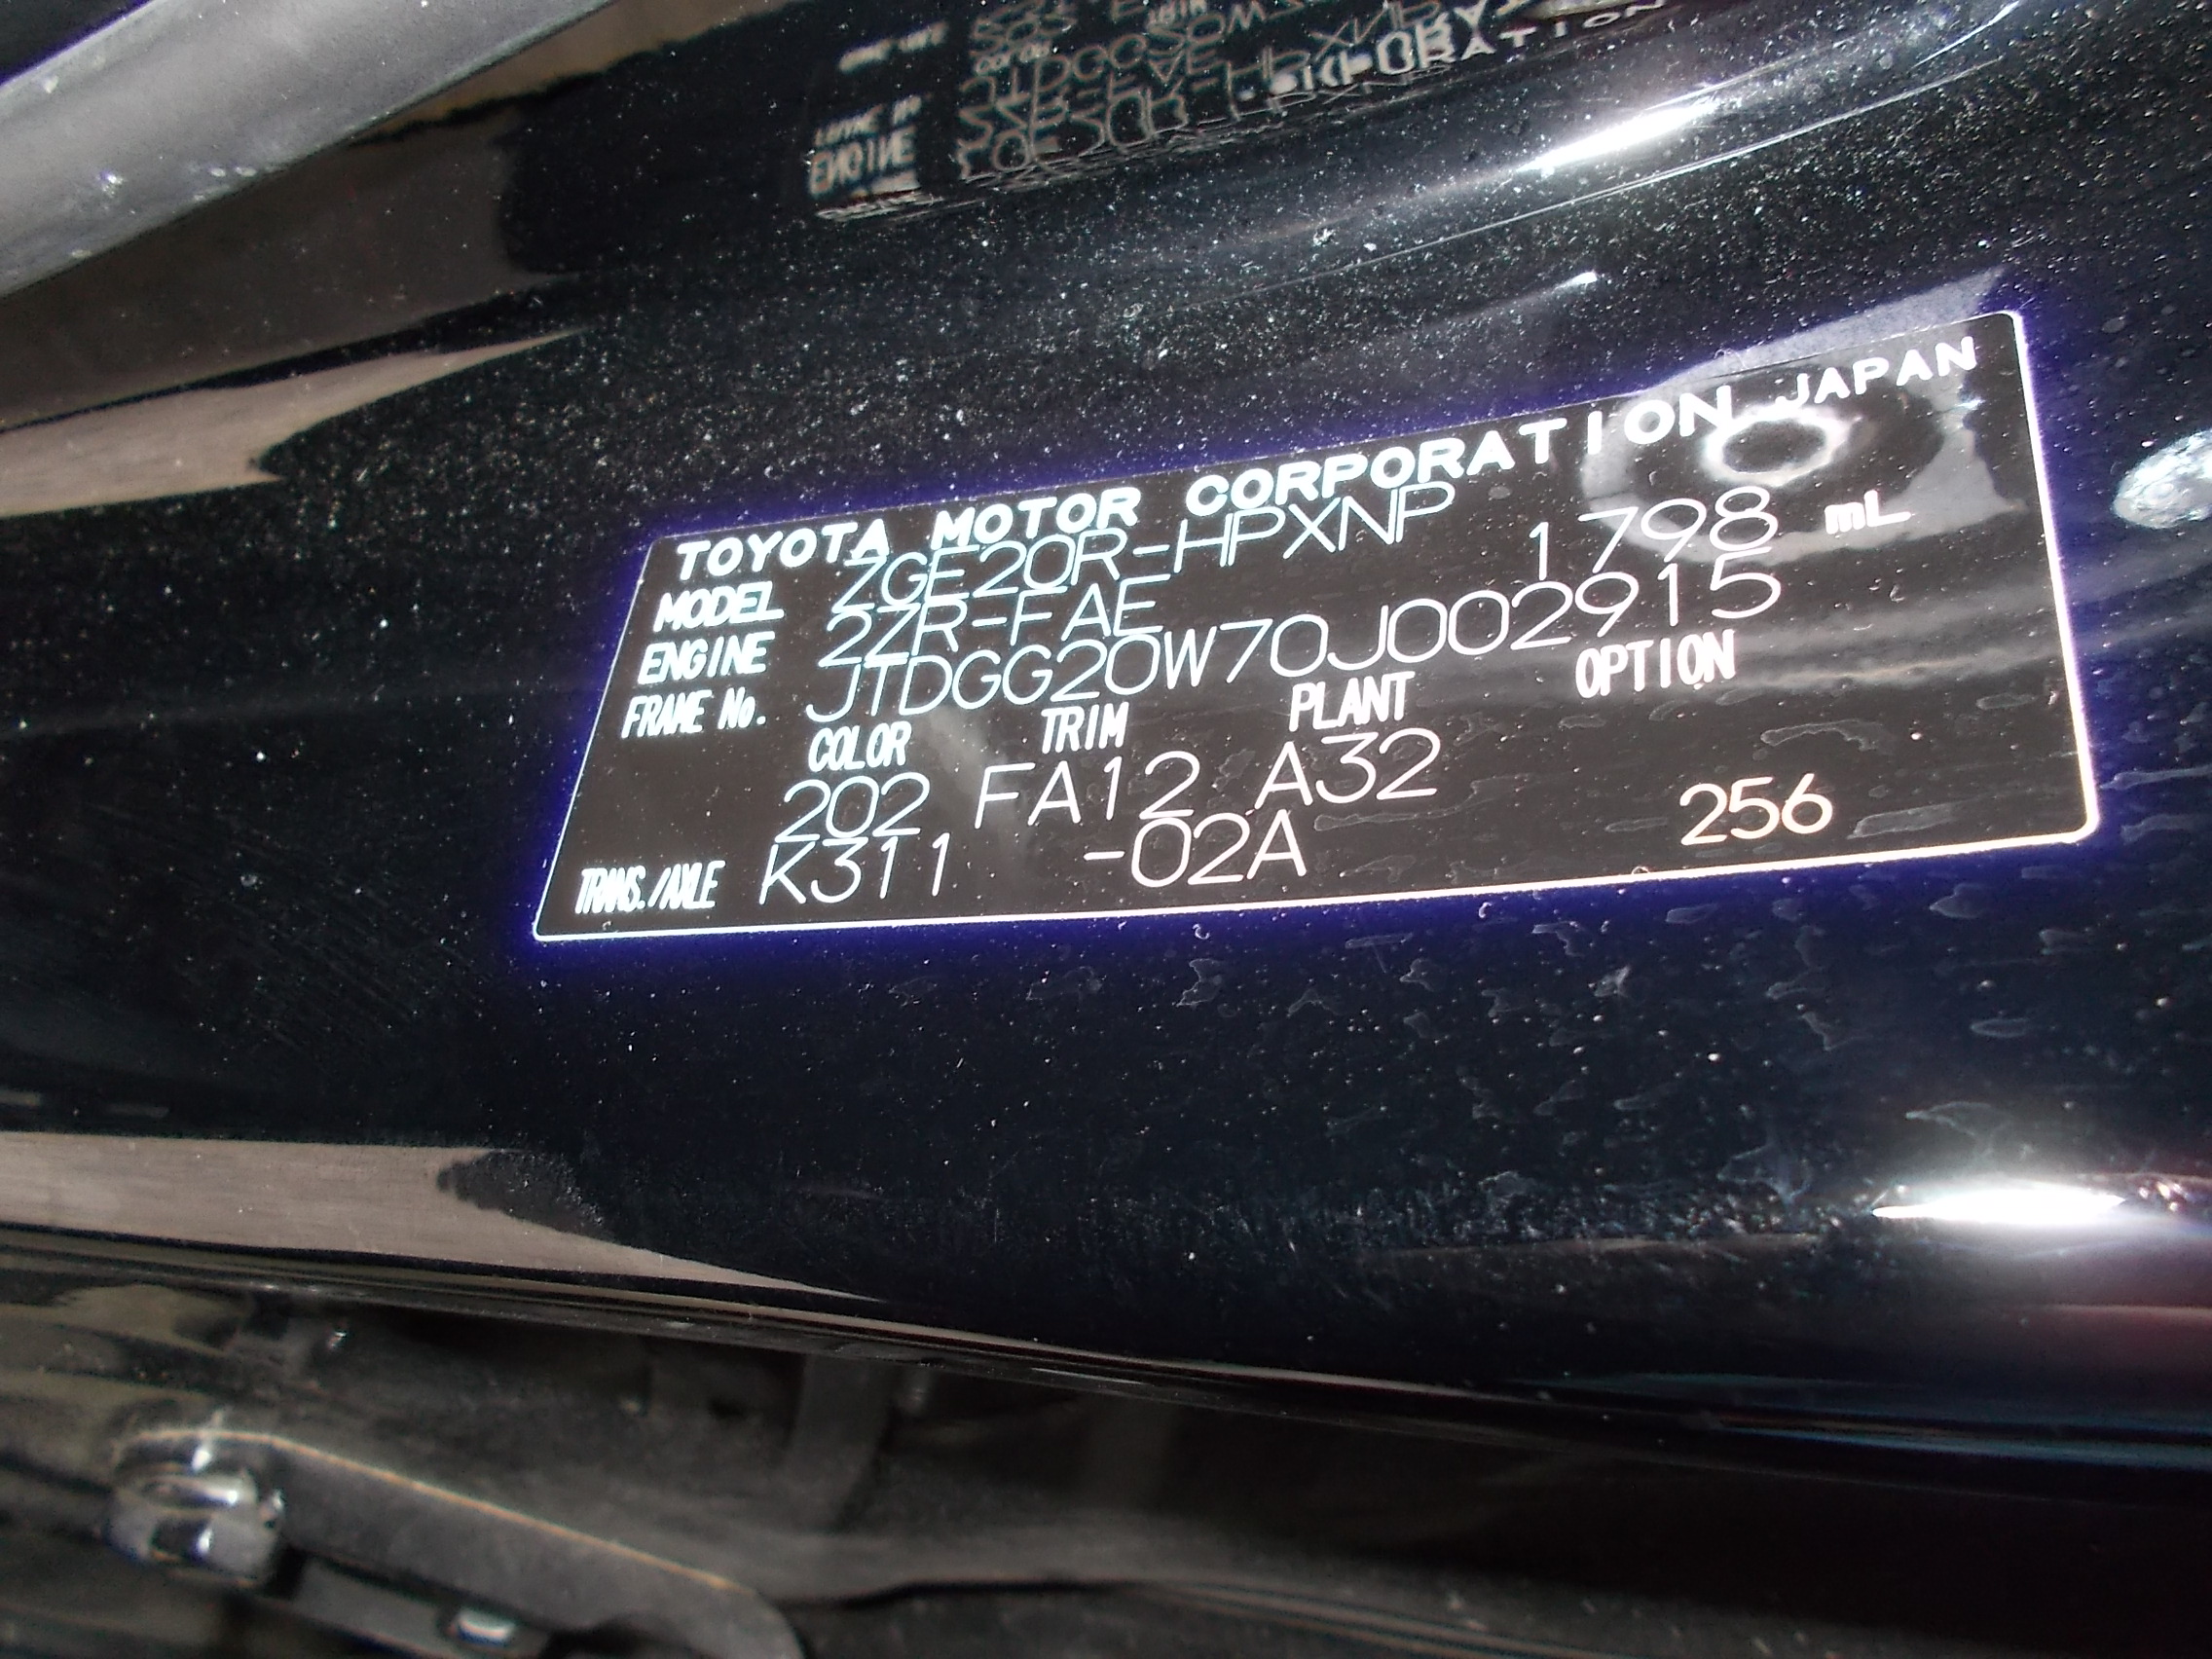 TOYOTA MOTOR CORPORATION JAPAN
MODEL ZGE20R-HPXNP
ENGINE 2ZR-FAE 1798 mL
FRAME No. JTDGG20W70J002915
COLOR TRIM PLANT OPTION
202 FA12 A32
TRANS./AXLE K311 -02A 256